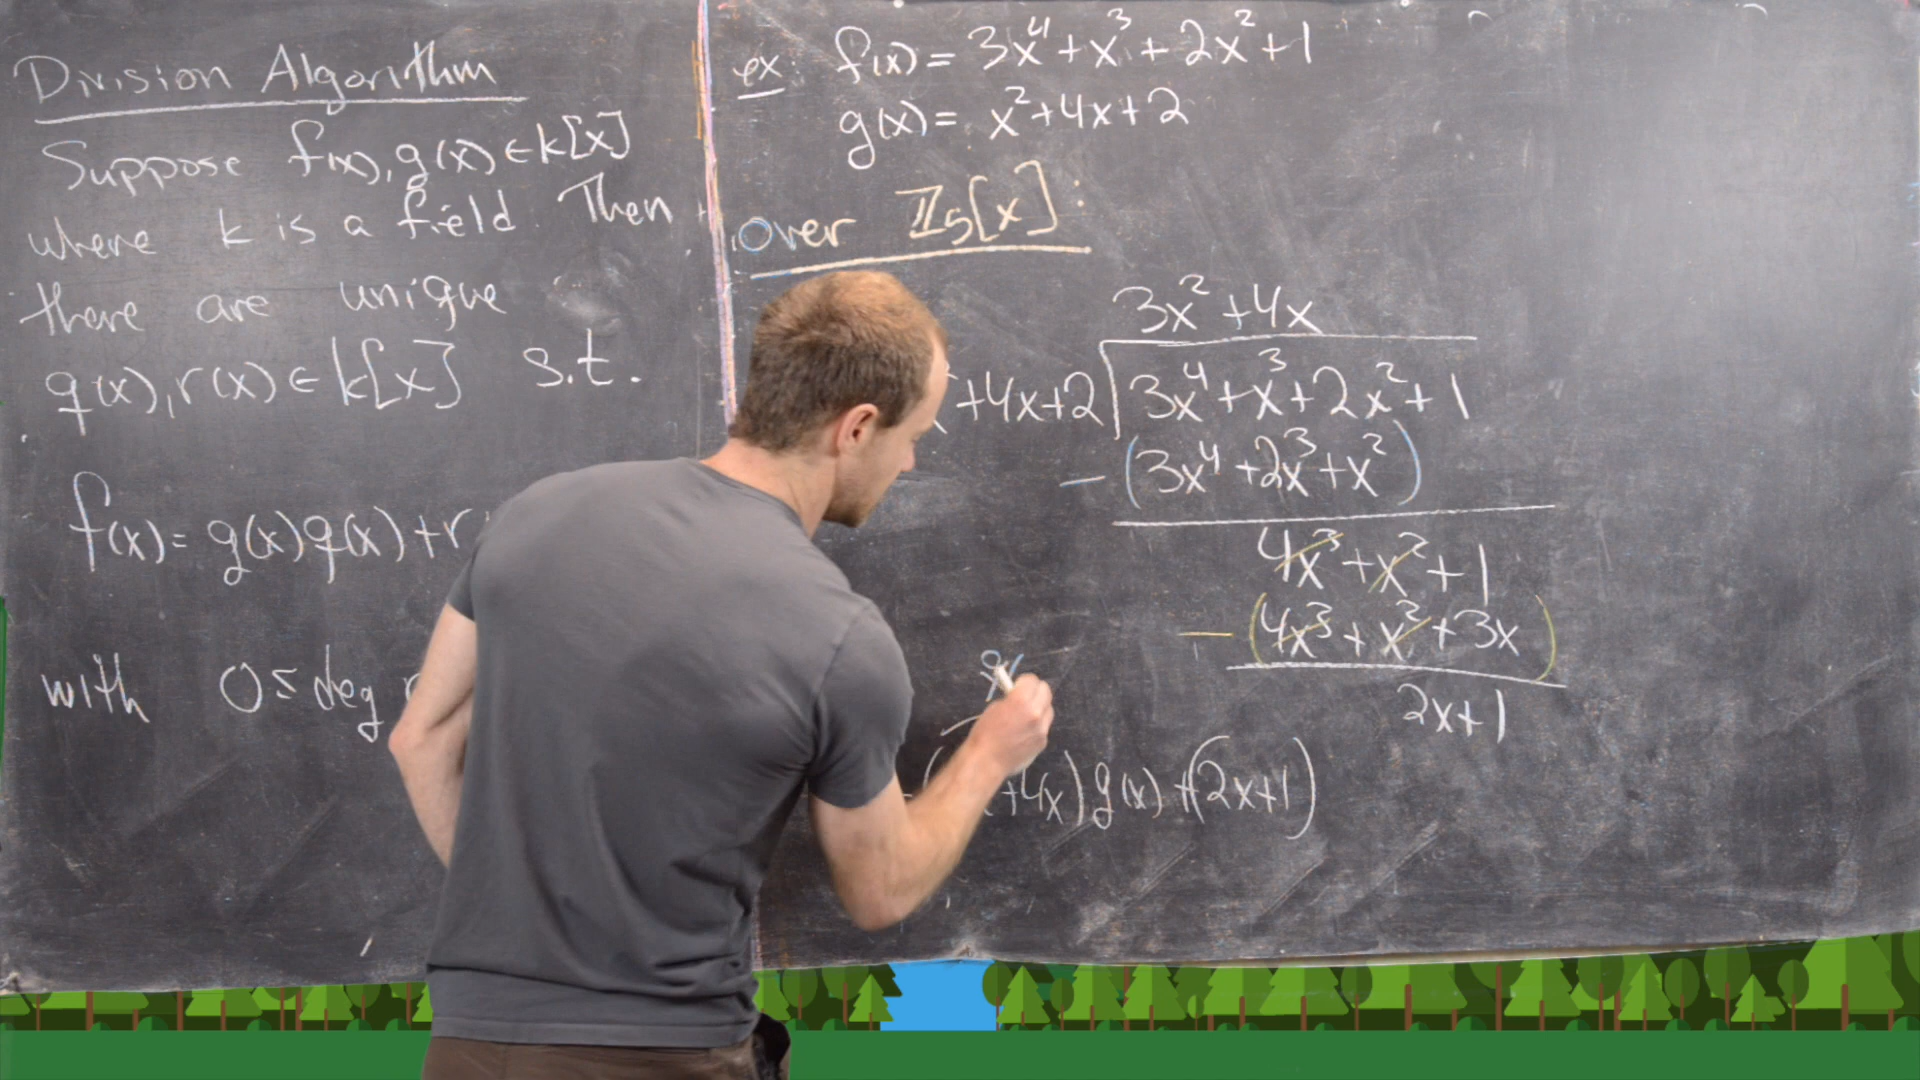 Division Algorithm
Suppose f(x), g(x) ∈ k[x]
where k is a field. Then
there are unique
q(x), r(x) ∈ k[x] s.t.
f(x) = g(x)q(x) + r
with 0 ≤ deg
ex f(x) = 3x⁴ + x³ + 2x² + 1
g(x) = x² + 4x + 2
over ℤ₅[x]:
3x² + 4x
+4x+2 | 3x⁴ + x³ + 2x² + 1
- (3x⁴ + 2x³ + x²)
4x³ + x² + 1
- (4x³ + x² + 3x)
2x+1
+4x) g(x) + (2x+1)